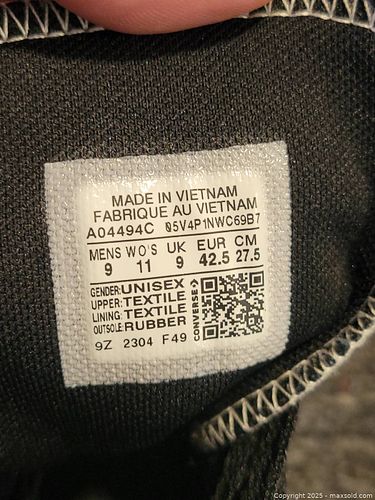 MADE IN VIETNAM
FABRIQUE AU VIETNAM
A04494C 05V4P1NWC69B7
MENS WO'S UK EUR CM
9 11 9 42.5 27.5
GENDER:UNISEX
UPPER:TEXTILE
LINING:TEXTILE
OUTSOLE:RUBBER
CONVERSE
9Z 2304 F49
Copyright 2025 - maxsold.com